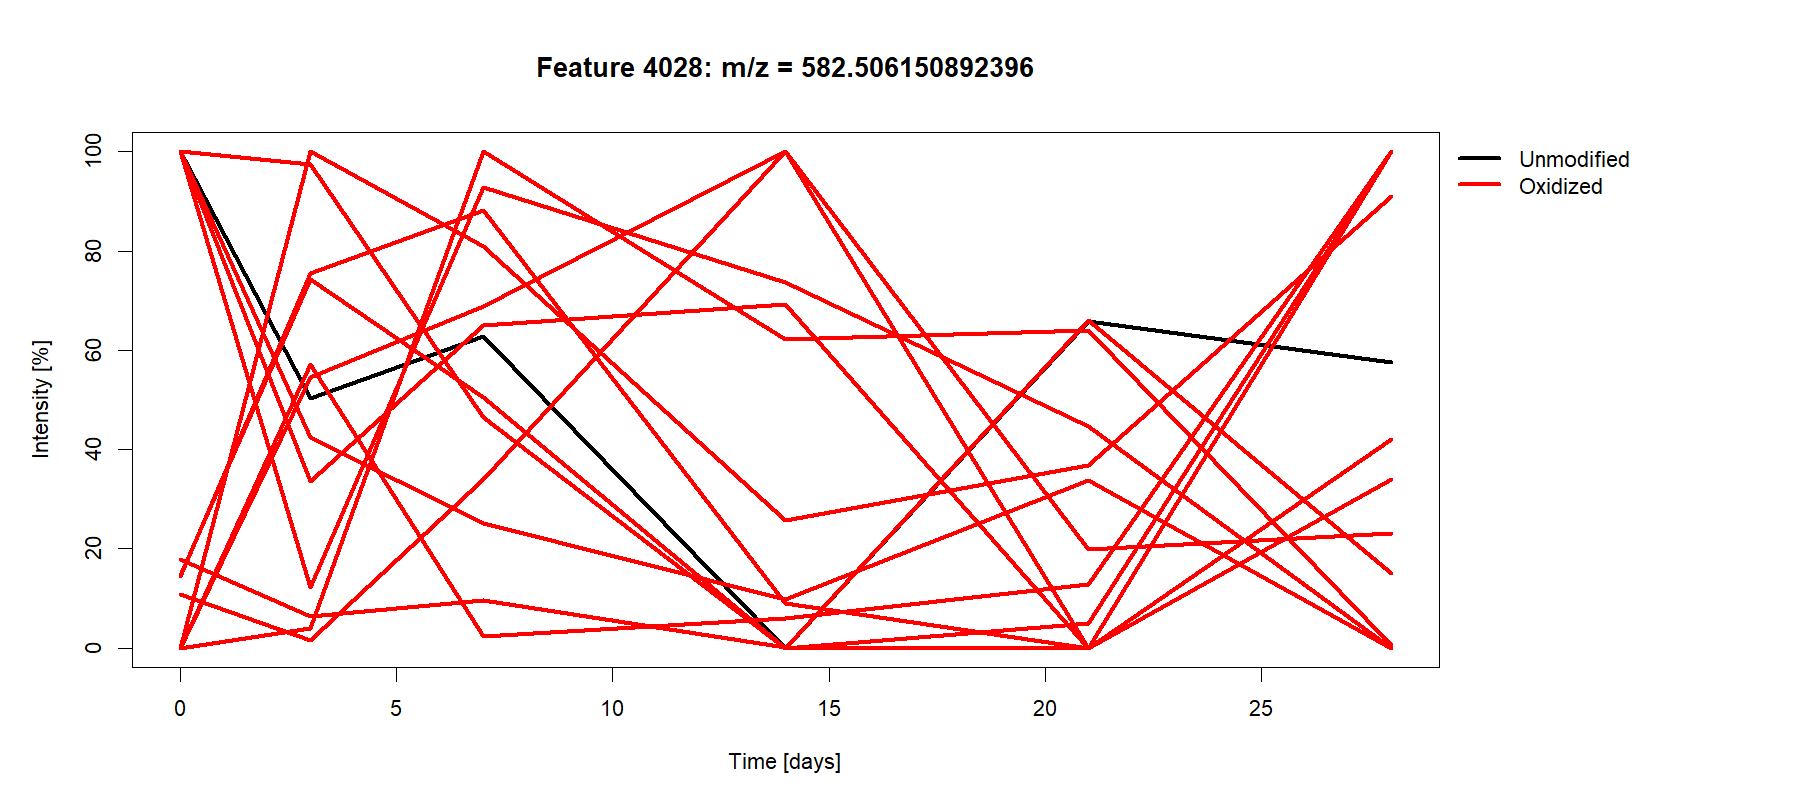 Feature 4028: m/z = 582.506150892396
Unmodified
Oxidized
Intensity [%]
100
80
60
40
20
0
0 5 10 15 20 25
Time [days]